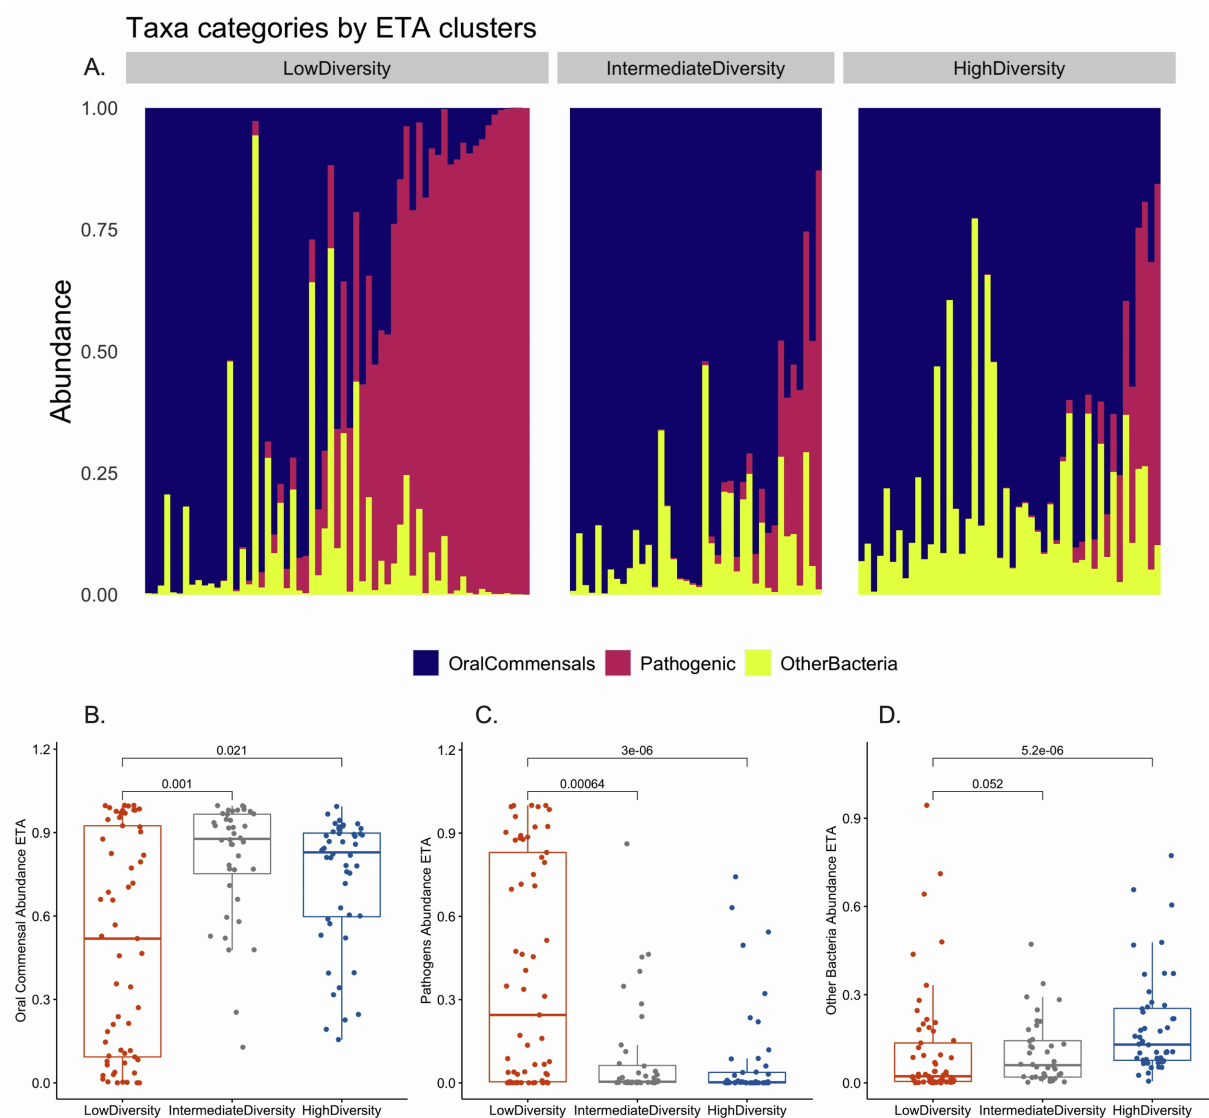 Taxa categories by ETA clusters
A.
LowDiversity
IntermediateDiversity
HighDiversity
Abundance
1.00
0.75
0.50
0.25
0.00
OralCommensals
Pathogenic
OtherBacteria
B.
Oral Commensal Abundance ETA
1.2
0.9
0.6
0.3
0.0
0.021
0.001
LowDiversity
IntermediateDiversity
HighDiversity
C.
Pathogens Abundance ETA
1.2
0.9
0.6
0.3
0.0
3e-06
0.00064
LowDiversity
IntermediateDiversity
HighDiversity
D.
Other Bacteria Abundance ETA
0.9
0.6
0.3
0.0
5.2e-06
0.052
LowDiversity
IntermediateDiversity
HighDiversity